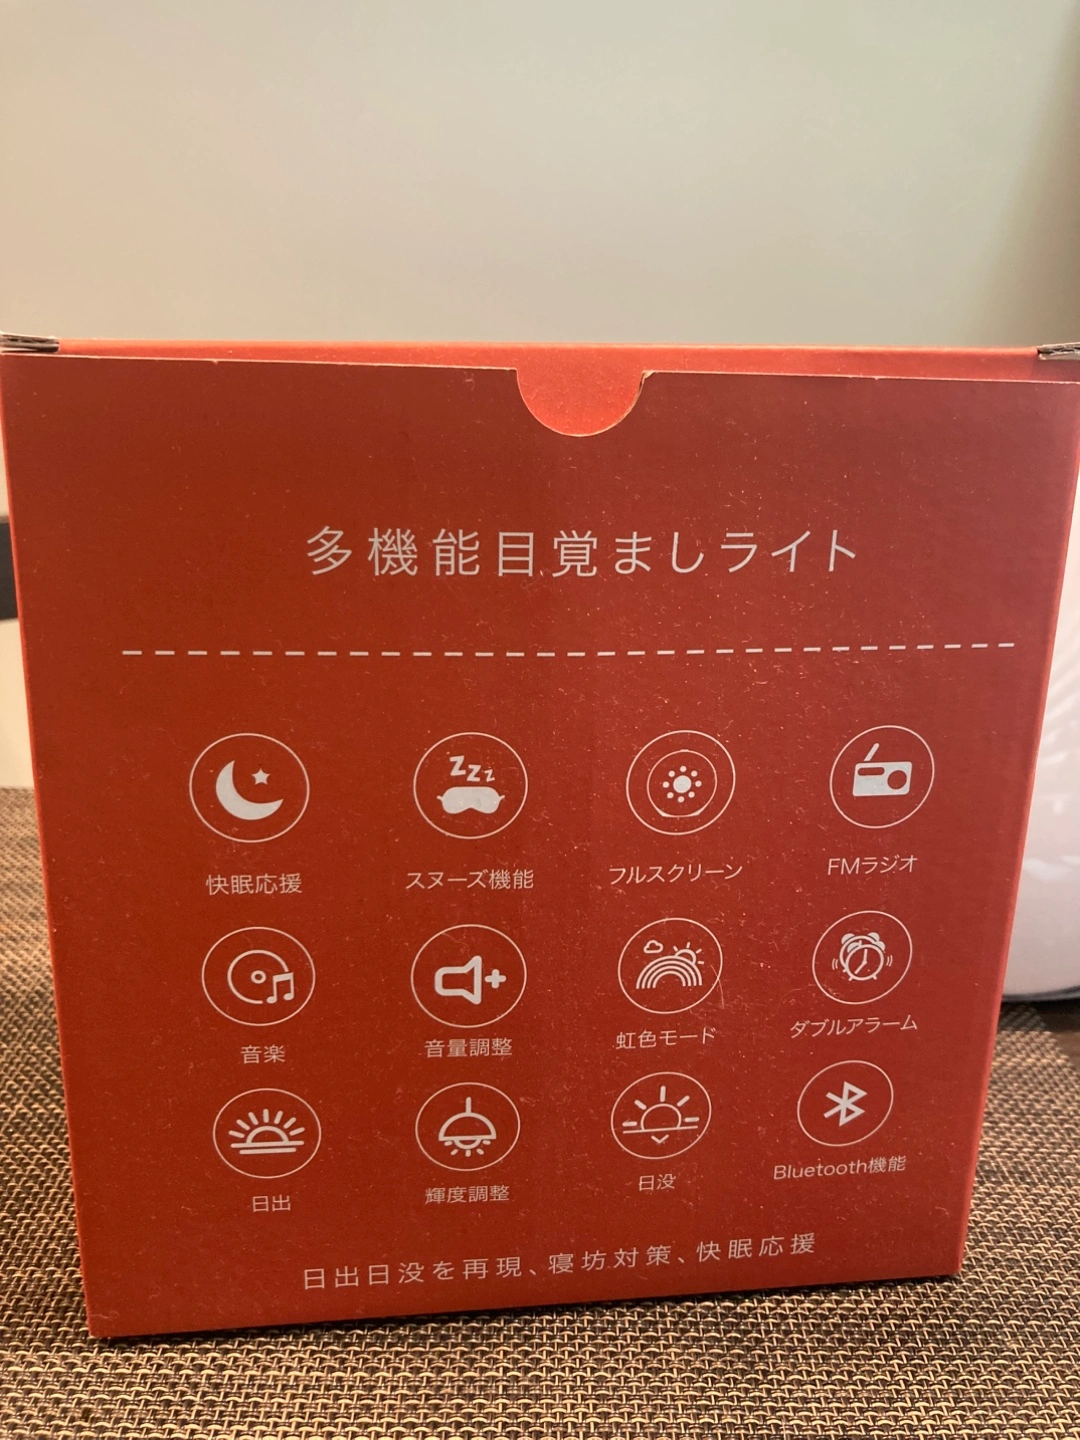 多機能目覚ましライト
快眠応援 スヌーズ機能 フルスクリーン FMラジオ
音楽 音量調整 虹色モード ダブルアラーム
日出 輝度調整 日没 Bluetooth機能
日出日没を再現、寝坊対策、快眠応援